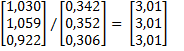 [1,030] / [0,342] = [3,01]
[1,059] / [0,352] = [3,01]
[0,922] / [0,306] = [3,01]